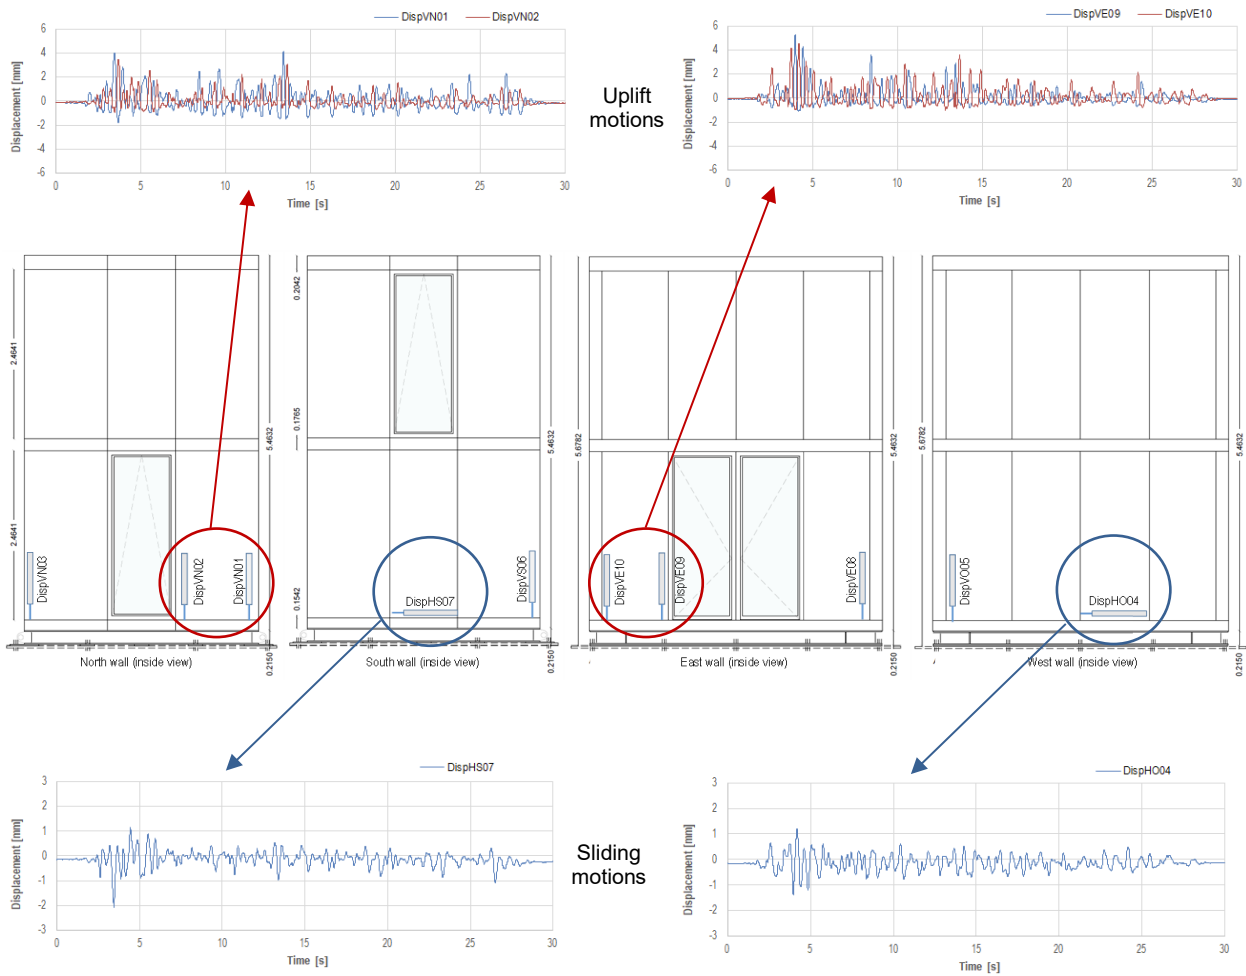 DispVN01 DispVN02
6
4
2
0
-2
-4
-6
Displacement [mm]
0 5 10 15 20 25 30
Time [s]
Uplift
motions
DispVE09 DispVE10
6
4
2
0
-2
-4
-6
Displacement [mm]
0 5 10 15 20 25 30
Time [s]
2.4641
2.4641
5.4632
0.2150
DispVN03
DispVN02
DispVN01
North wall (inside view)
0.2042
0.1765
0.1542
5.4632
0.2150
DispHS07
DispVS06
South wall (inside view)
5.6782
5.4632
0.2150
DispVE10
DispVE09
DispVE08
East wall (inside view)
5.6782
5.4632
0.2150
DispVO05
DispHO04
West wall (inside view)
DispHS07
3
2
1
0
-1
-2
-3
Displacement [mm]
0 5 10 15 20 25 30
Time [s]
Sliding
motions
DispHO04
3
2
1
0
-1
-2
-3
Displacement [mm]
0 5 10 15 20 25 30
Time [s]